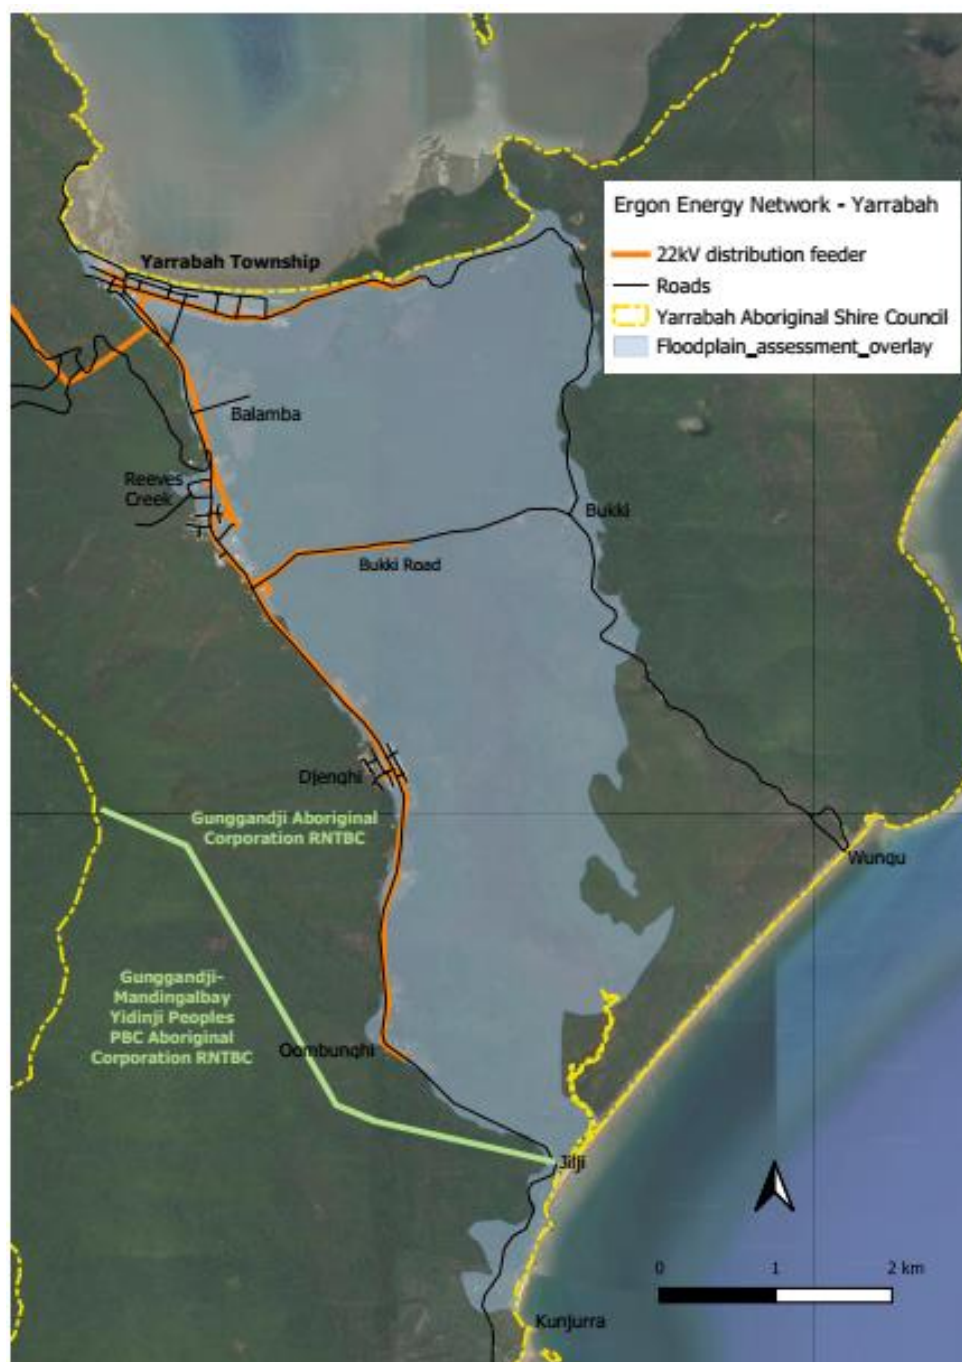 Ergon Energy Network - Yarrabah
22kV distribution feeder
Roads
Yarrabah Aboriginal Shire Council
Floodplain_assessment_overlay
Yarrabah Township
Balamba
Reeves
Creek
Bukki
Bukki Road
Djenghi
Gunggandji Aboriginal
Corporation RNTBC
Wungu
Gunggandji-
Mandingalbay
Yidinji Peoples
PBC Aboriginal
Corporation RNTBC
Oombunghi
Jilji
0 1 2 km
Kunjurra